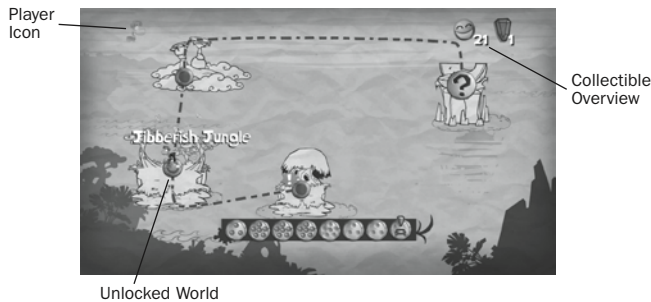 Player
Icon
21
1
Collectible
Overview
?
Jibberish Jungle
Unlocked World